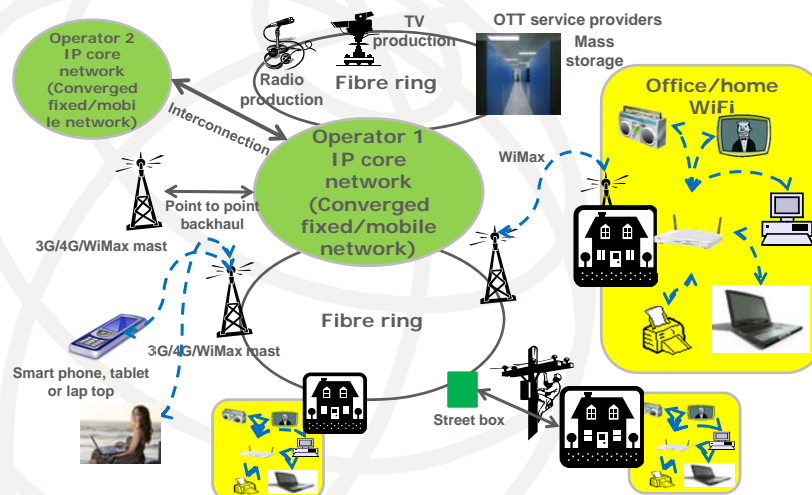 TV
production
OTT service providers
Mass
storage
Radio
production
Fibre ring
Operator 2
IP core
network
(Converged
fixed/mobi
le network)
Interconnection
Office/home
WiFi
Operator 1
IP core
network
(Converged
fixed/mobile
network)
WiMax
Point to point
backhaul
3G/4G/WiMax mast
Fibre ring
3G/4G/WiMax mast
Smart phone, tablet
or lap top
Street box